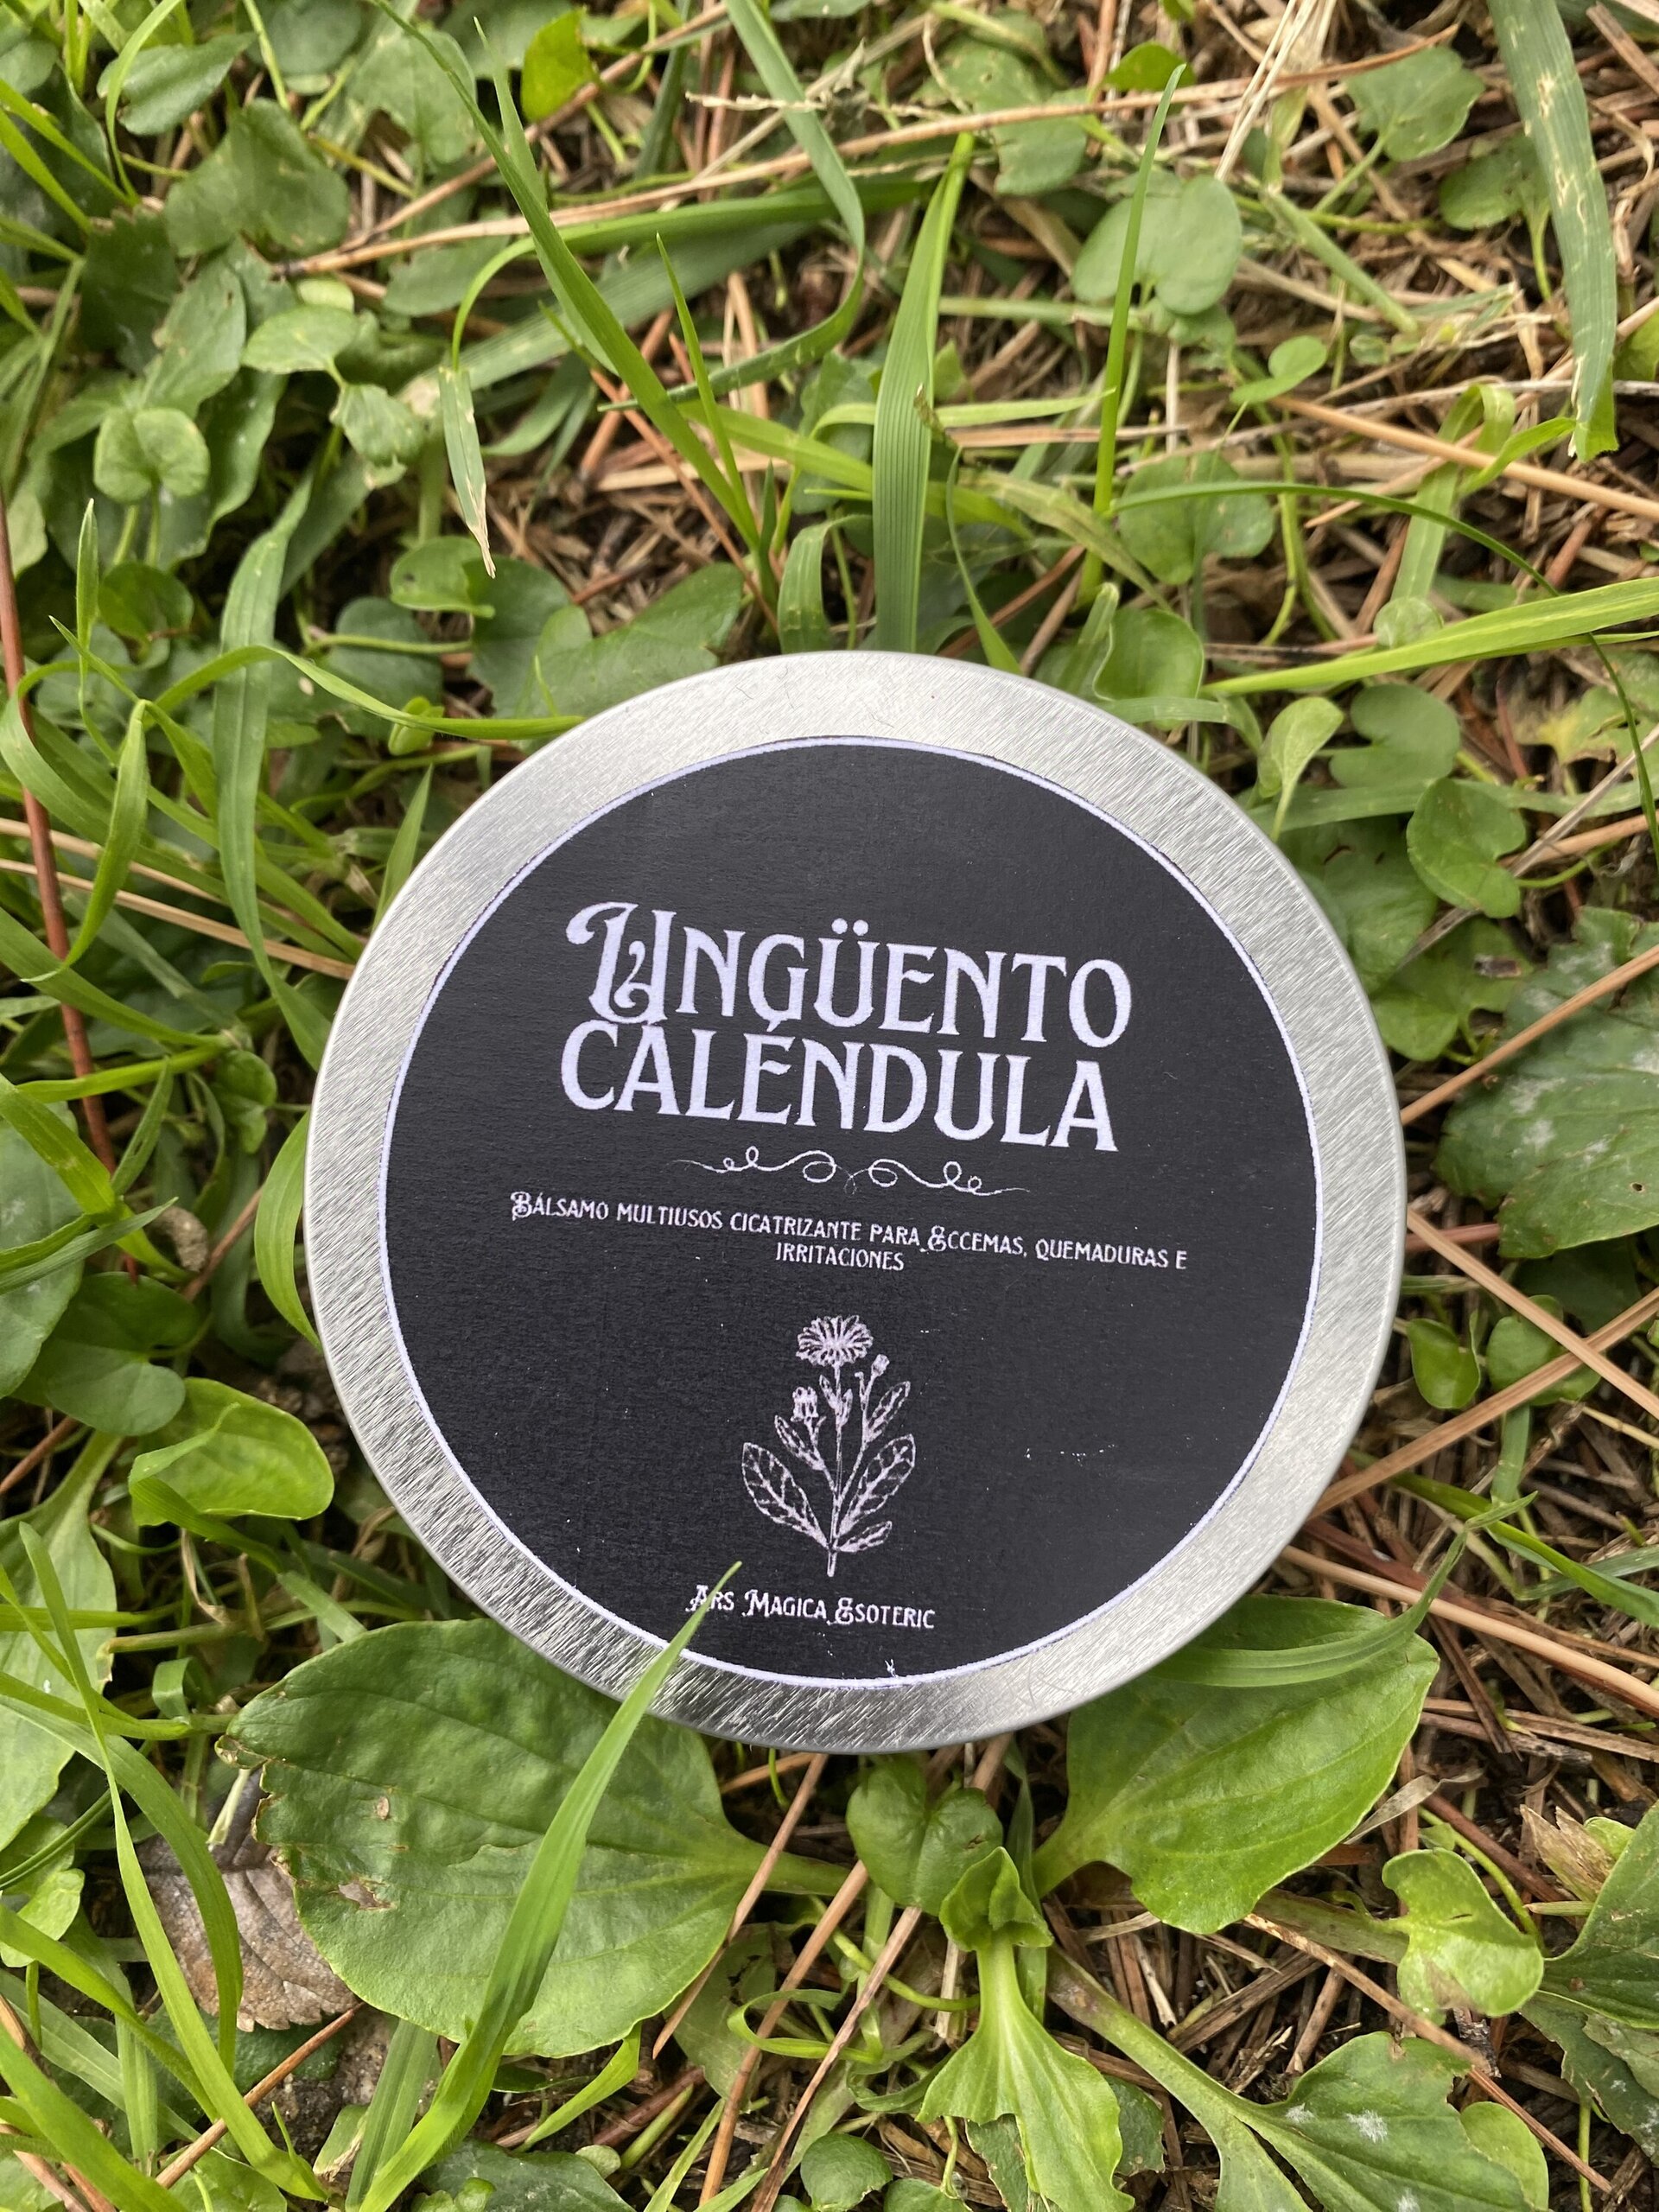 Ungüento
Caléndula
Bálsamo multiusos cicatrizante para Eccemas, quemaduras e
irritaciones
Ars Magica Esoteric